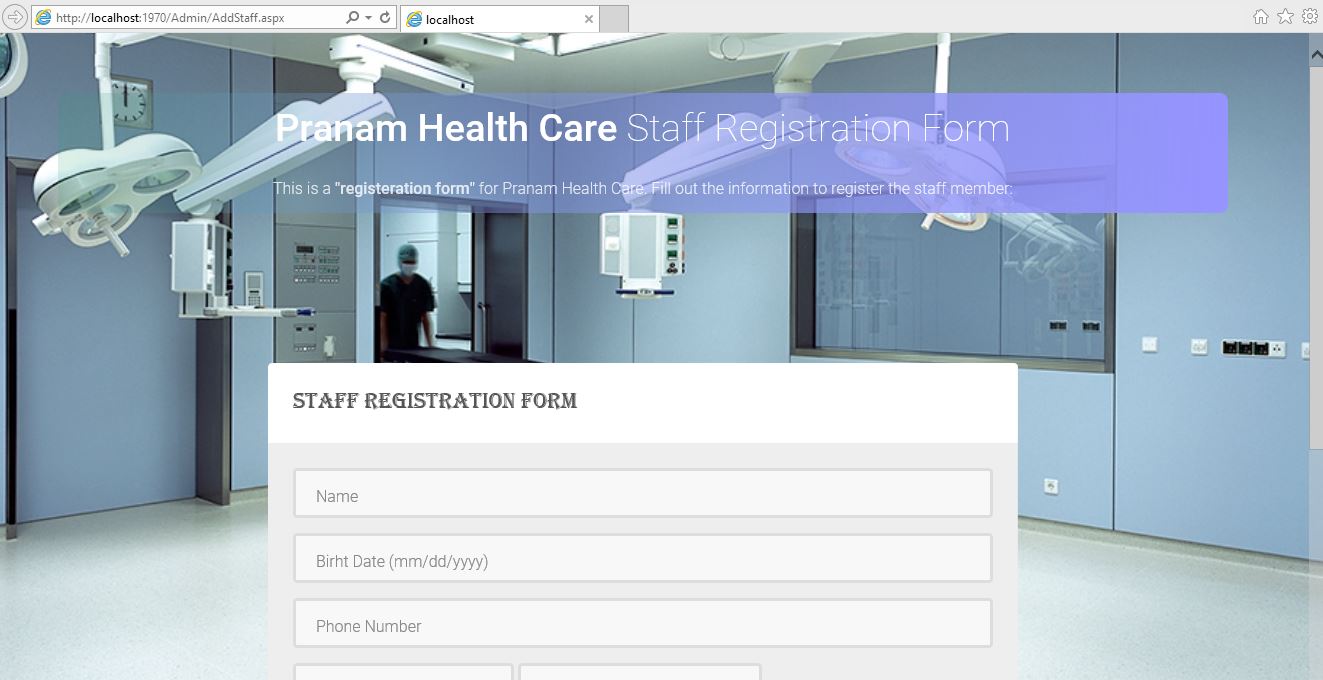 http://localhost:1970/Admin/AddStaff.aspx
localhost
Pranam Health Care Staff Registration Form
This is a "registeration form" for Pranam Health Care. Fill out the information to register the staff member:
STAFF REGISTRATION FORM
Name
Birht Date (mm/dd/yyyy)
Phone Number